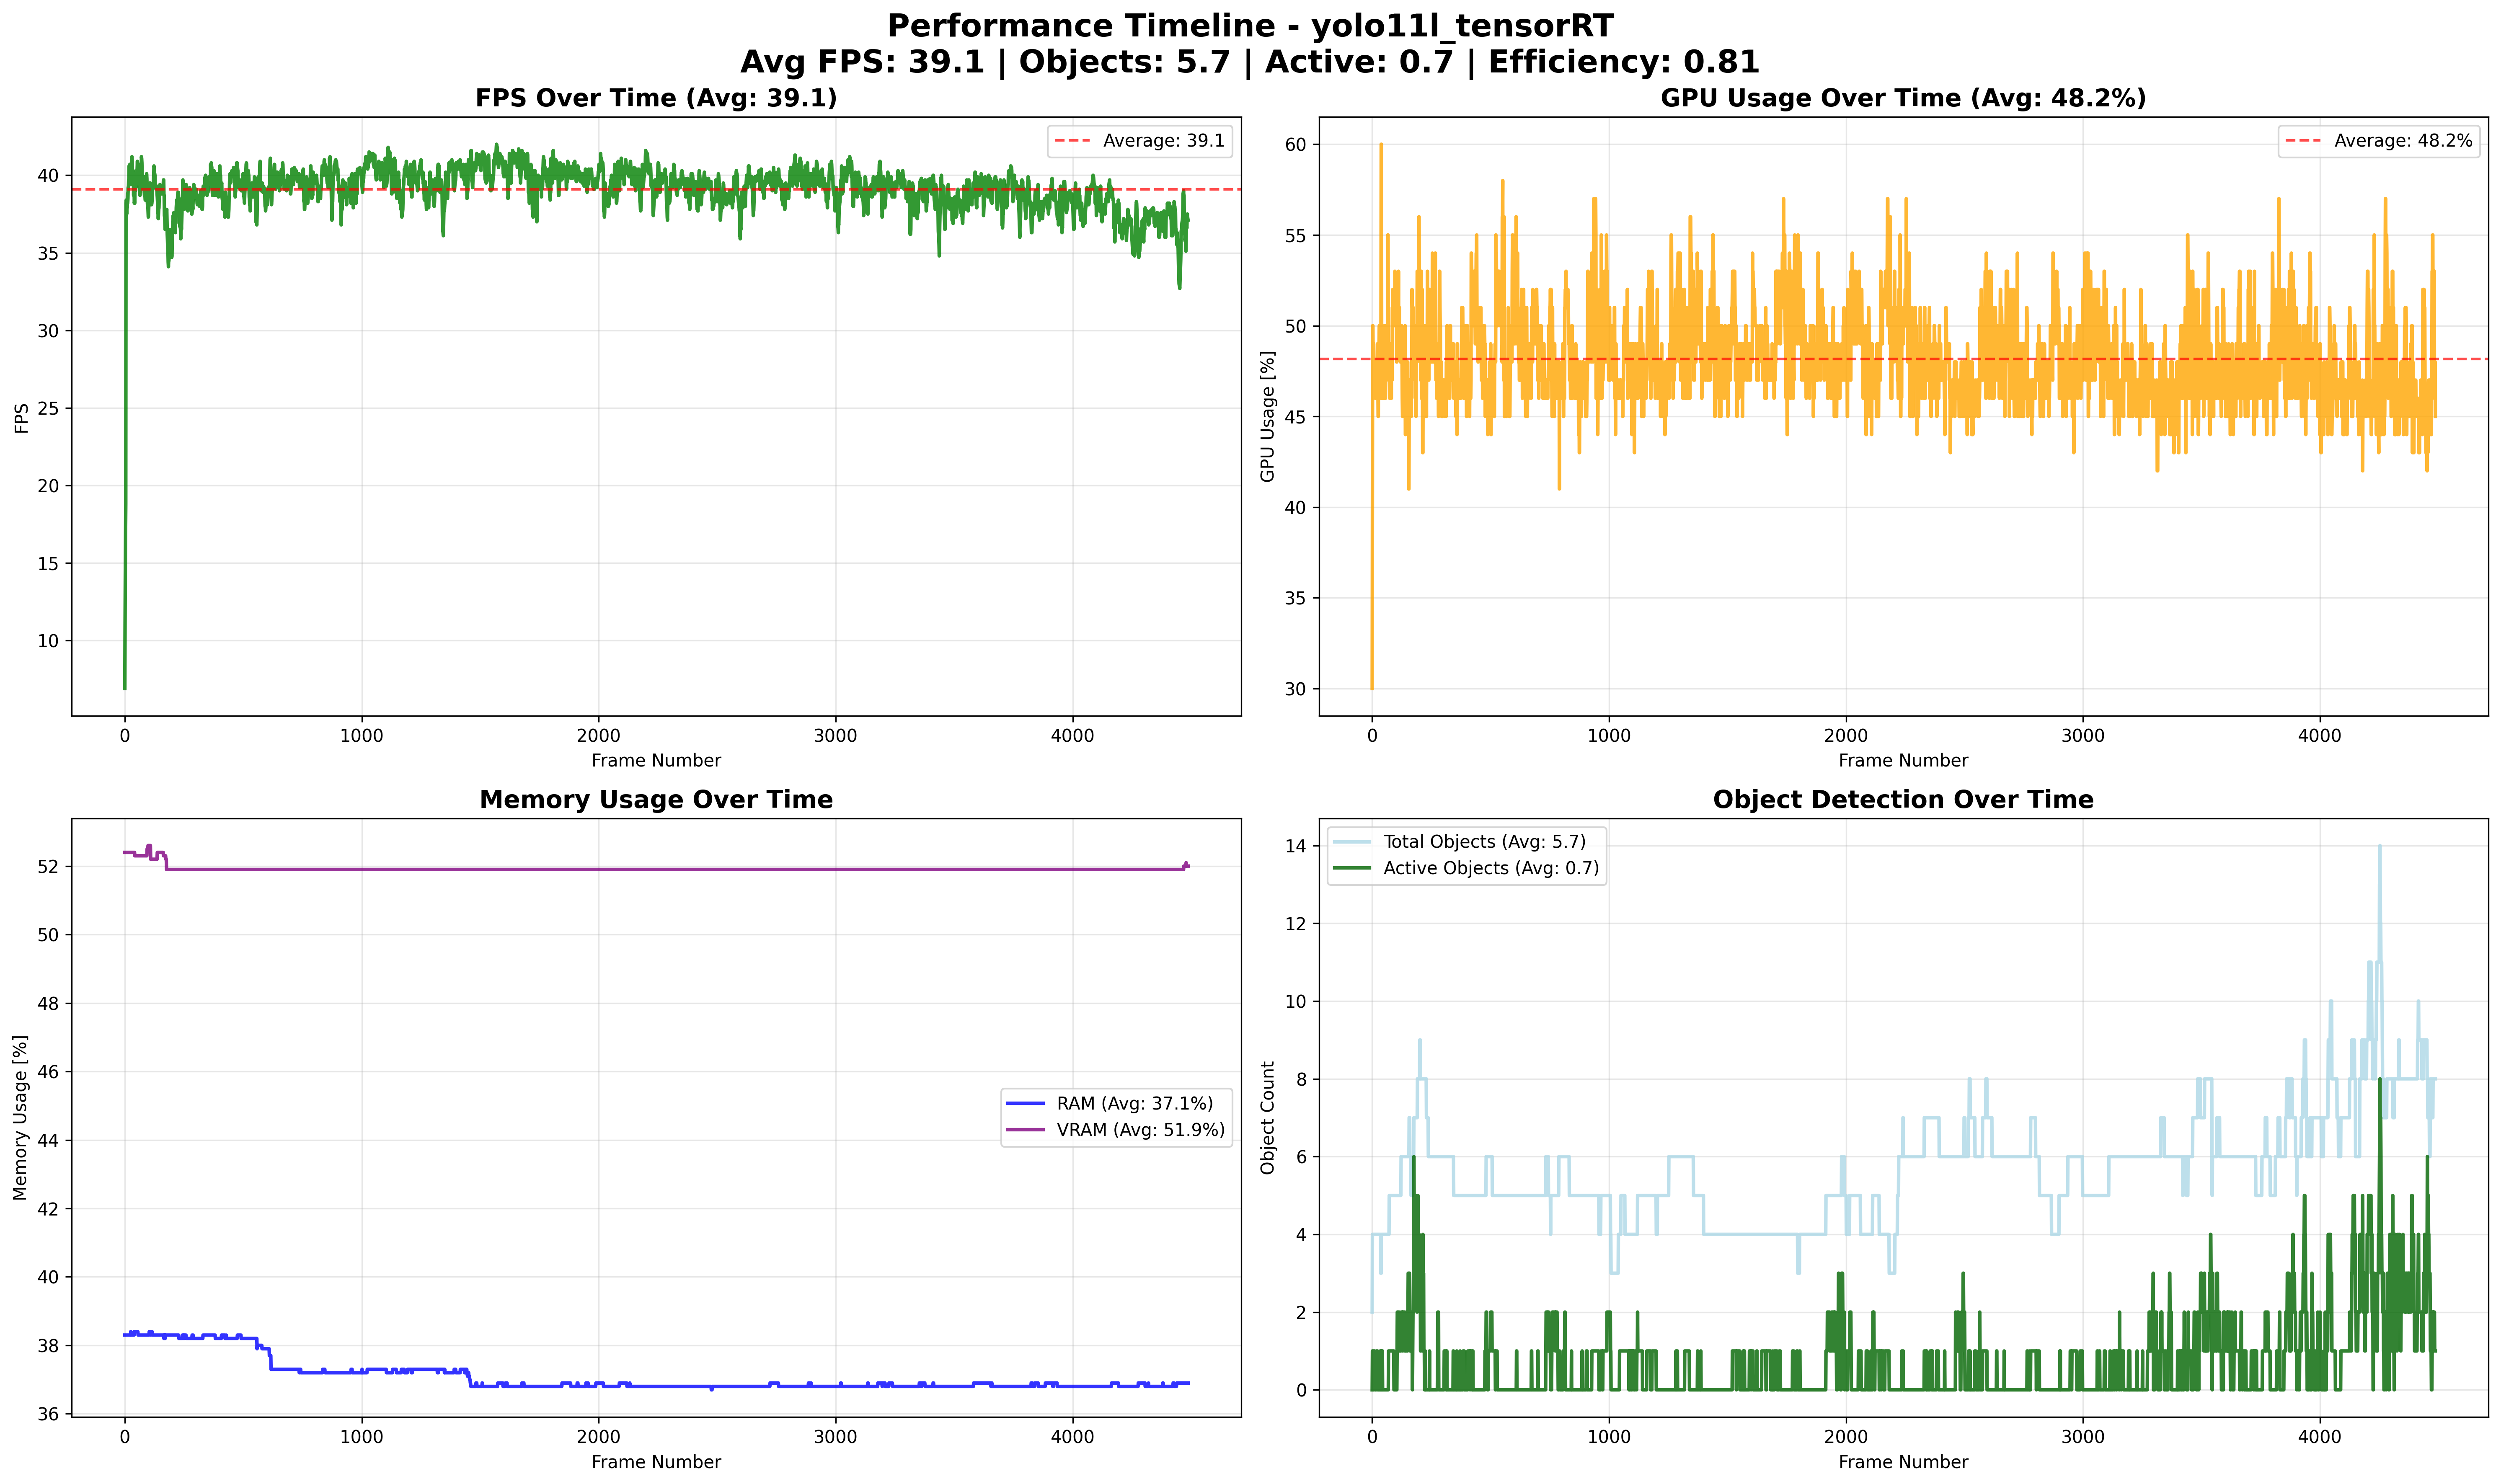 Performance Timeline - yolo11l_tensorRT
Avg FPS: 39.1 | Objects: 5.7 | Active: 0.7 | Efficiency: 0.81
FPS Over Time (Avg: 39.1)
Average: 39.1
40
35
30
25
20
15
10
FPS
0
1000
2000
3000
4000
Frame Number
GPU Usage Over Time (Avg: 48.2%)
Average: 48.2%
60
55
50
45
40
35
30
GPU Usage [%]
0
1000
2000
3000
4000
Frame Number
Memory Usage Over Time
52
50
48
46
44
42
40
38
36
Memory Usage [%]
RAM (Avg: 37.1%)
VRAM (Avg: 51.9%)
0
1000
2000
3000
4000
Frame Number
Object Detection Over Time
Total Objects (Avg: 5.7)
Active Objects (Avg: 0.7)
14
12
10
8
6
4
2
0
Object Count
0
1000
2000
3000
4000
Frame Number